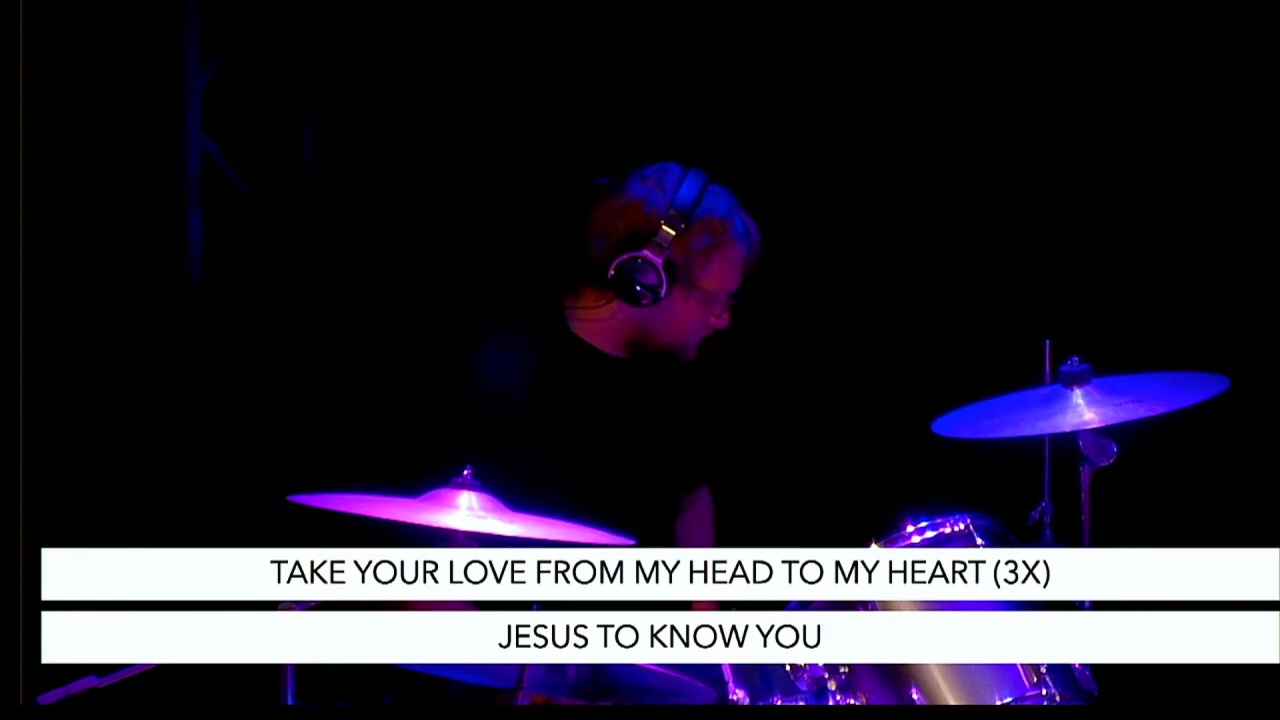 TAKE YOUR LOVE FROM MY HEAD TO MY HEART (3X)
JESUS TO KNOW YOU